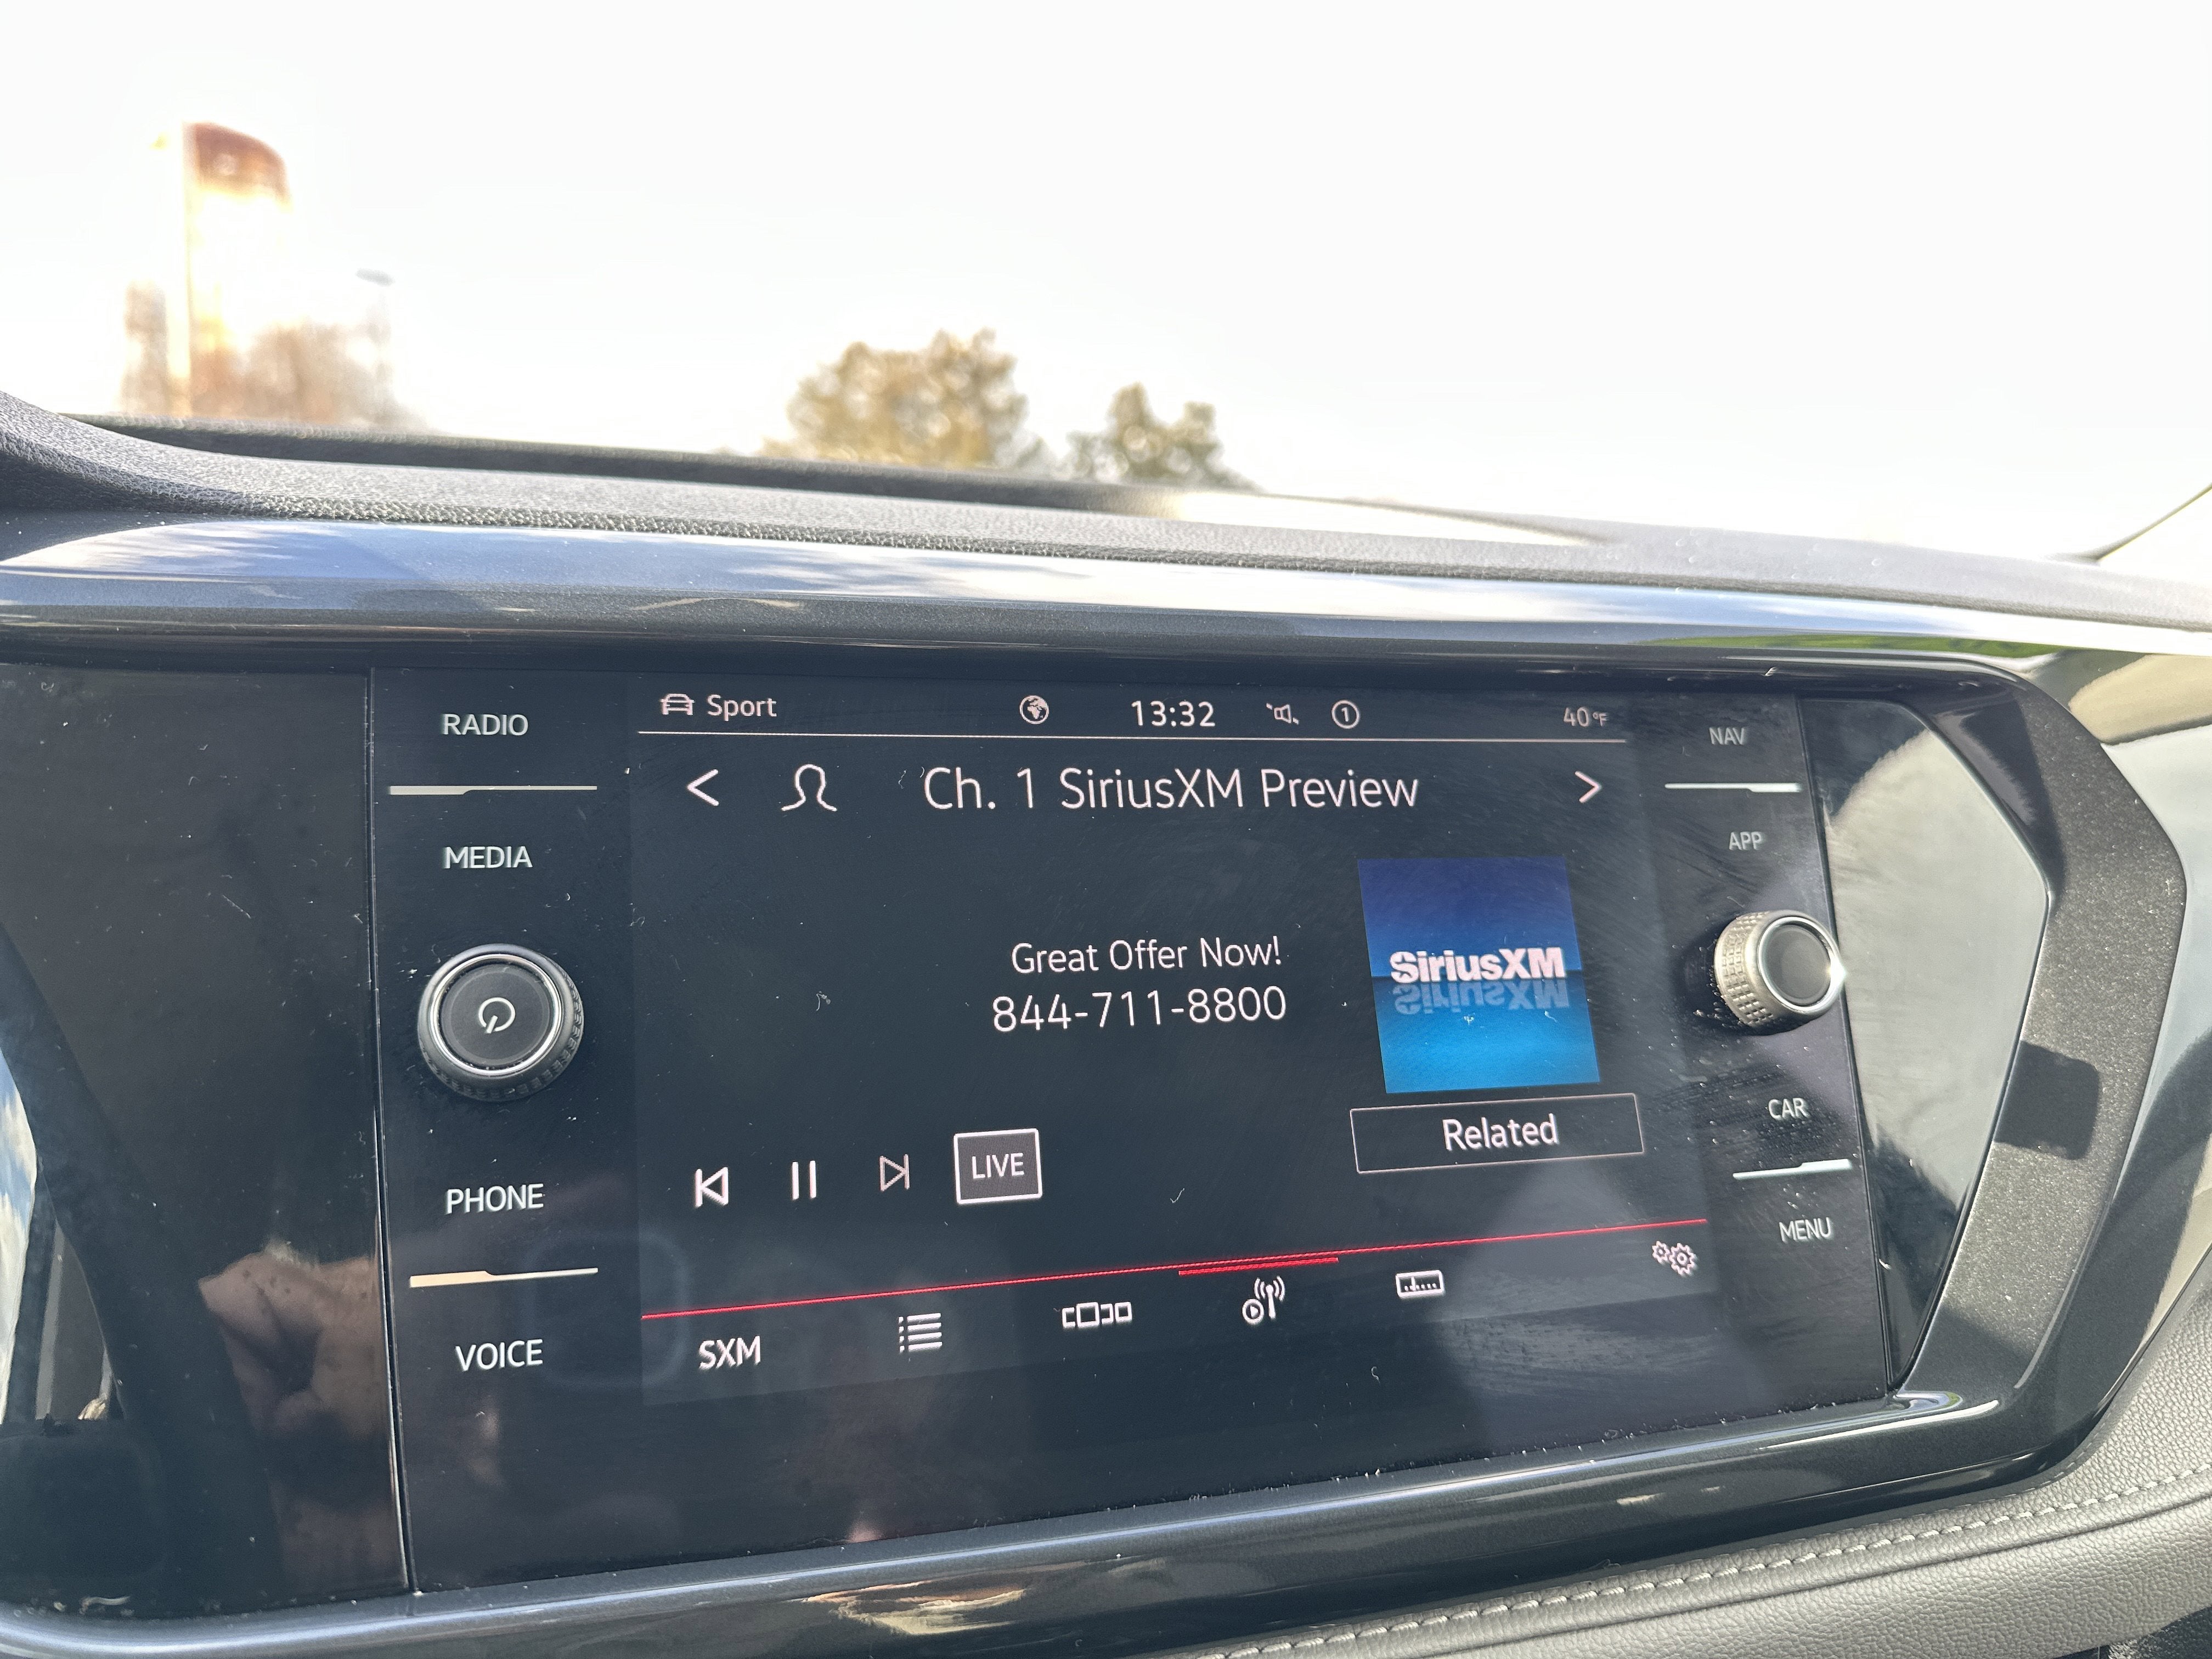 RADIO
MEDIA
PHONE
VOICE
Sport
13:32
1
40°F
Ch. 1 SiriusXM Preview
Great Offer Now!
844-711-8800
SiriusXM
LIVE
Related
SXM
NAV
APP
CAR
MENU